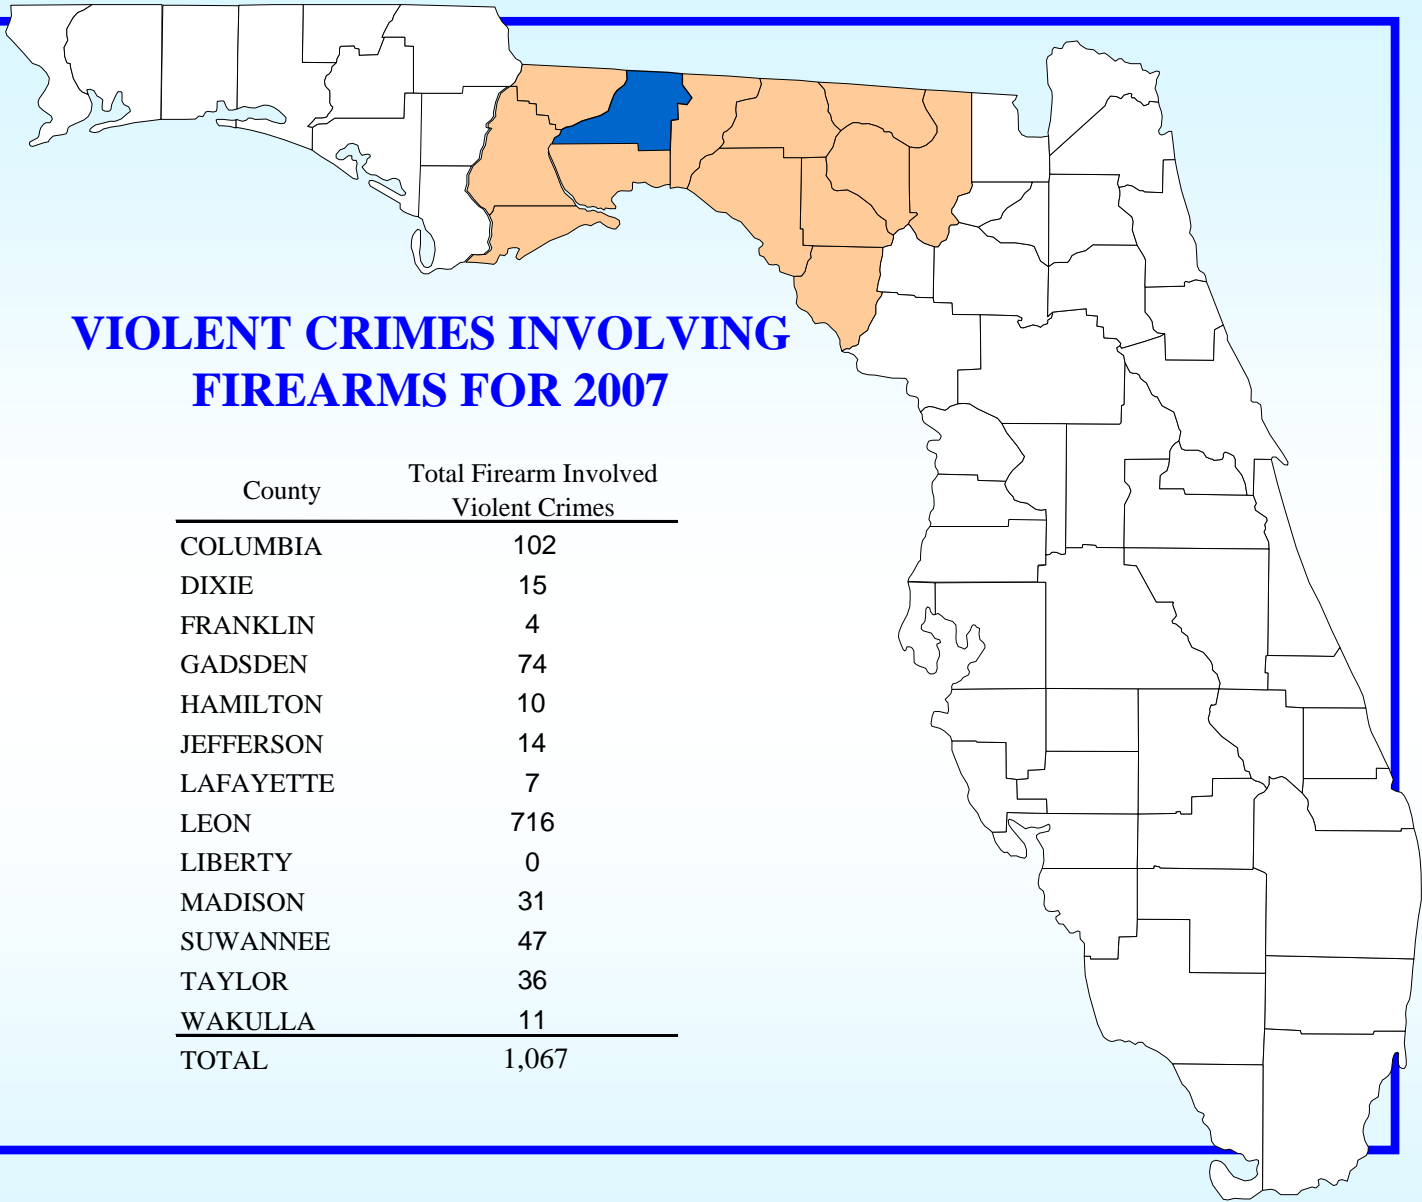 VIOLENT CRIMES INVOLVING
FIREARMS FOR 2007
County Total Firearm Involved Violent Crimes
COLUMBIA 102
DIXIE 15
FRANKLIN 4
GADSDEN 74
HAMILTON 10
JEFFERSON 14
LAFAYETTE 7
LEON 716
LIBERTY 0
MADISON 31
SUWANNEE 47
TAYLOR 36
WAKULLA 11
TOTAL 1,067